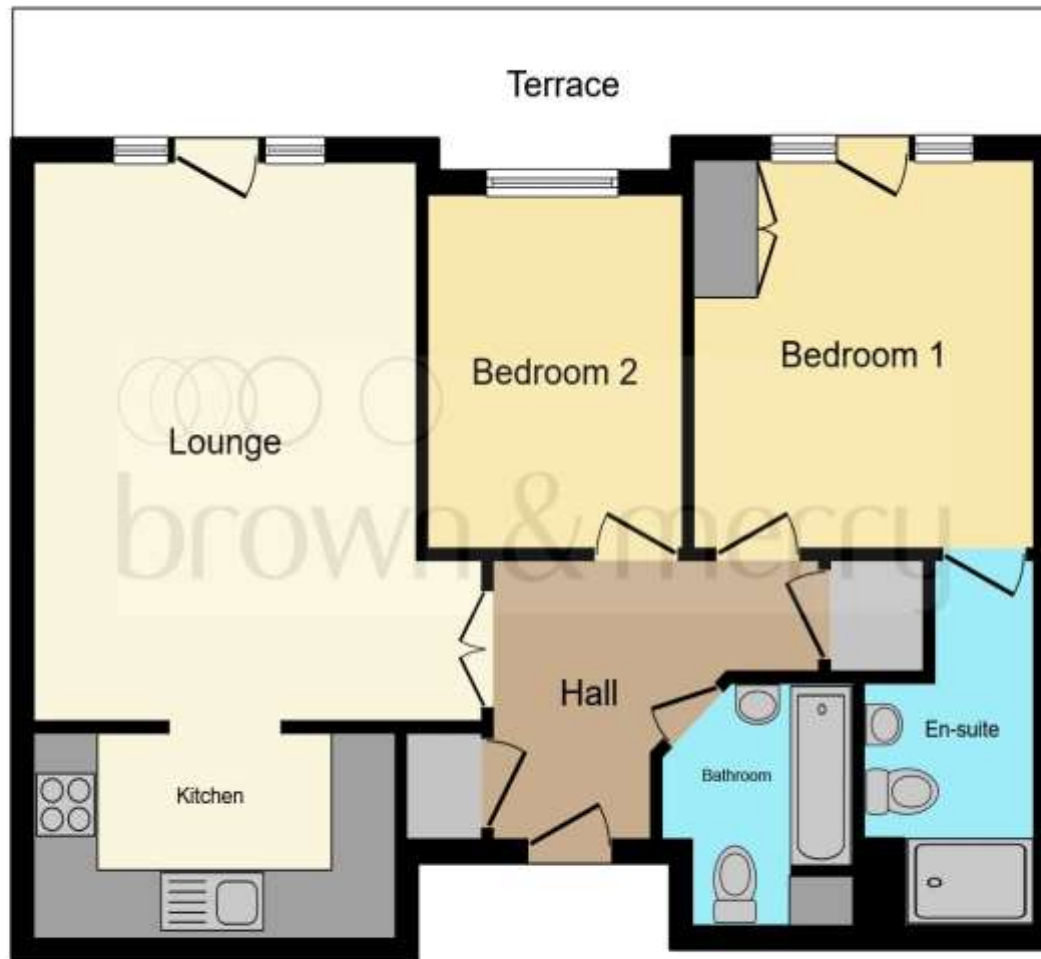 Terrace
Bedroom 1
Bedroom 2
Lounge
brown & merry
Hall
En-suite
Bathroom
Kitchen